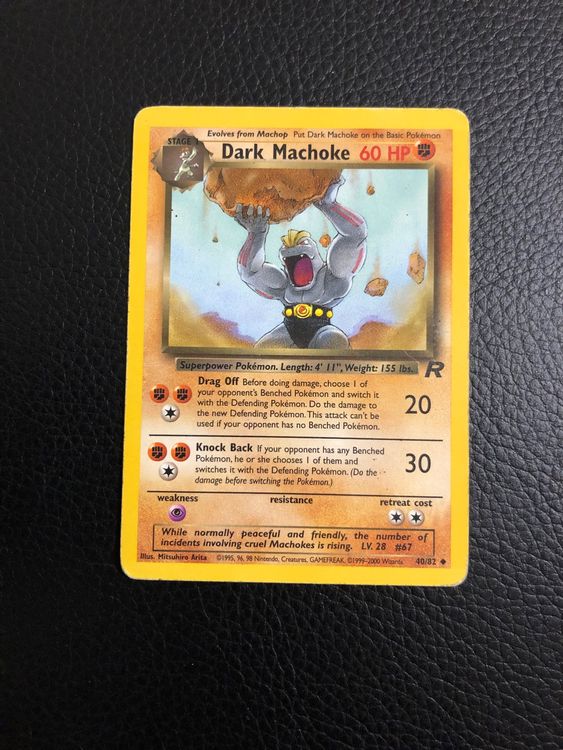 Evolves from Machop Put Dark Machoke on the Basic Pokémon
STAGE 1
Dark Machoke 60 HP
Superpower Pokémon. Length: 4' 11", Weight: 155 lbs.
R
Drag Off Before doing damage, choose 1 of
your opponent's Benched Pokémon and switch it
with the Defending Pokémon. Do the damage to
the new Defending Pokémon. This attack can't be
used if your opponent has no Benched Pokémon.
20
Knock Back If your opponent has any Benched
Pokémon, he or she chooses 1 of them and
switches it with the Defending Pokémon. (Do the
damage before switching the Pokémon.)
30
weakness resistance retreat cost
While normally peaceful and friendly, the number of
incidents involving cruel Machokes is rising. LV. 28 #67
Illus. Mitsuhiro Arita ©1995, 96, 98 Nintendo, Creatures, GAMEFREAK. ©1999-2000 Wizards. 40/82